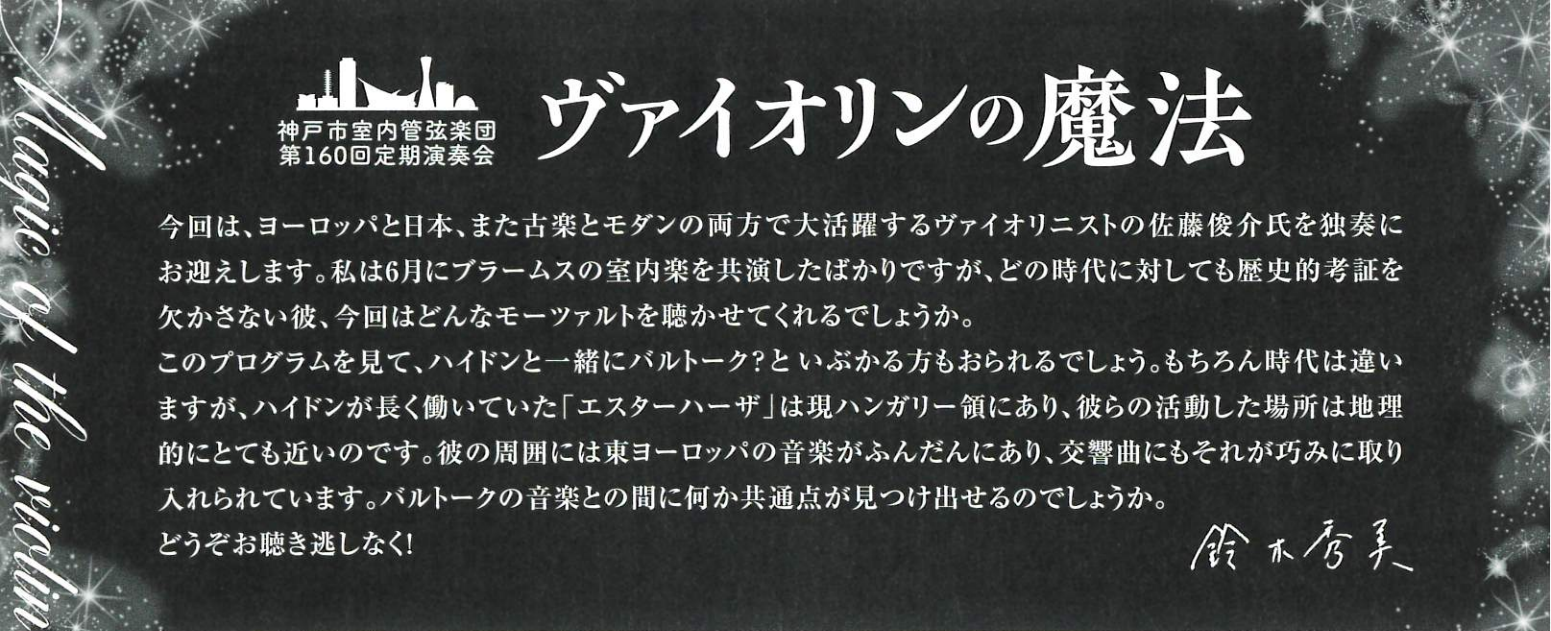 Magic of the violin
神戸市室内管弦楽団
第160回定期演奏会
ヴァイオリンの魔法
今回は、ヨーロッパと日本、また古楽とモダンの両方で大活躍するヴァイオリニストの佐藤俊介氏を独奏に
お迎えします。私は6月にブラームスの室内楽を共演したばかりですが、どの時代に対しても歴史的考証を
欠かさない彼、今回はどんなモーツァルトを聴かせてくれるでしょうか。
このプログラムを見て、ハイドンと一緒にバルトーク?と いぶかる方もおられるでしょう。もちろん時代は違い
ますが、ハイドンが長く働いていた「エスターハーザ」は現ハンガリー領にあり、彼らの活動した場所は地理
的にとても近いのです。彼の周囲には東ヨーロッパの音楽がふんだんにあり、交響曲にもそれが巧みに取り
入れられています。バルトークの音楽との間に何か共通点が見つけ出せるのでしょうか。
どうぞお聴き逃しなく!
鈴木秀美